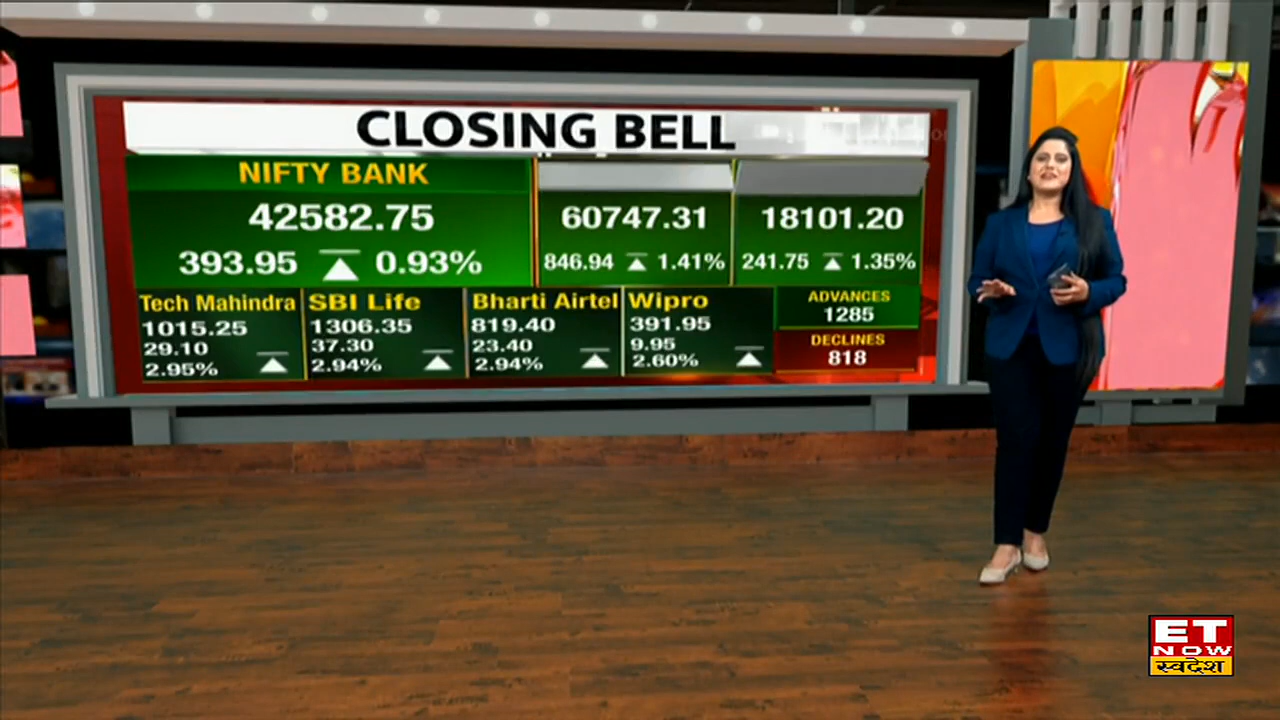 CLOSING BELL
NIFTY BANK
42582.75
393.95 0.93%
60747.31
846.94 1.41%
18101.20
241.75 1.35%
Tech Mahindra
1015.25
29.10
2.95%
SBI Life
1306.35
37.30
2.94%
Bharti Airtel
819.40
23.40
2.94%
Wipro
391.95
9.95
2.60%
ADVANCES
1285
DECLINES
818
ET
NOW
स्वदेश